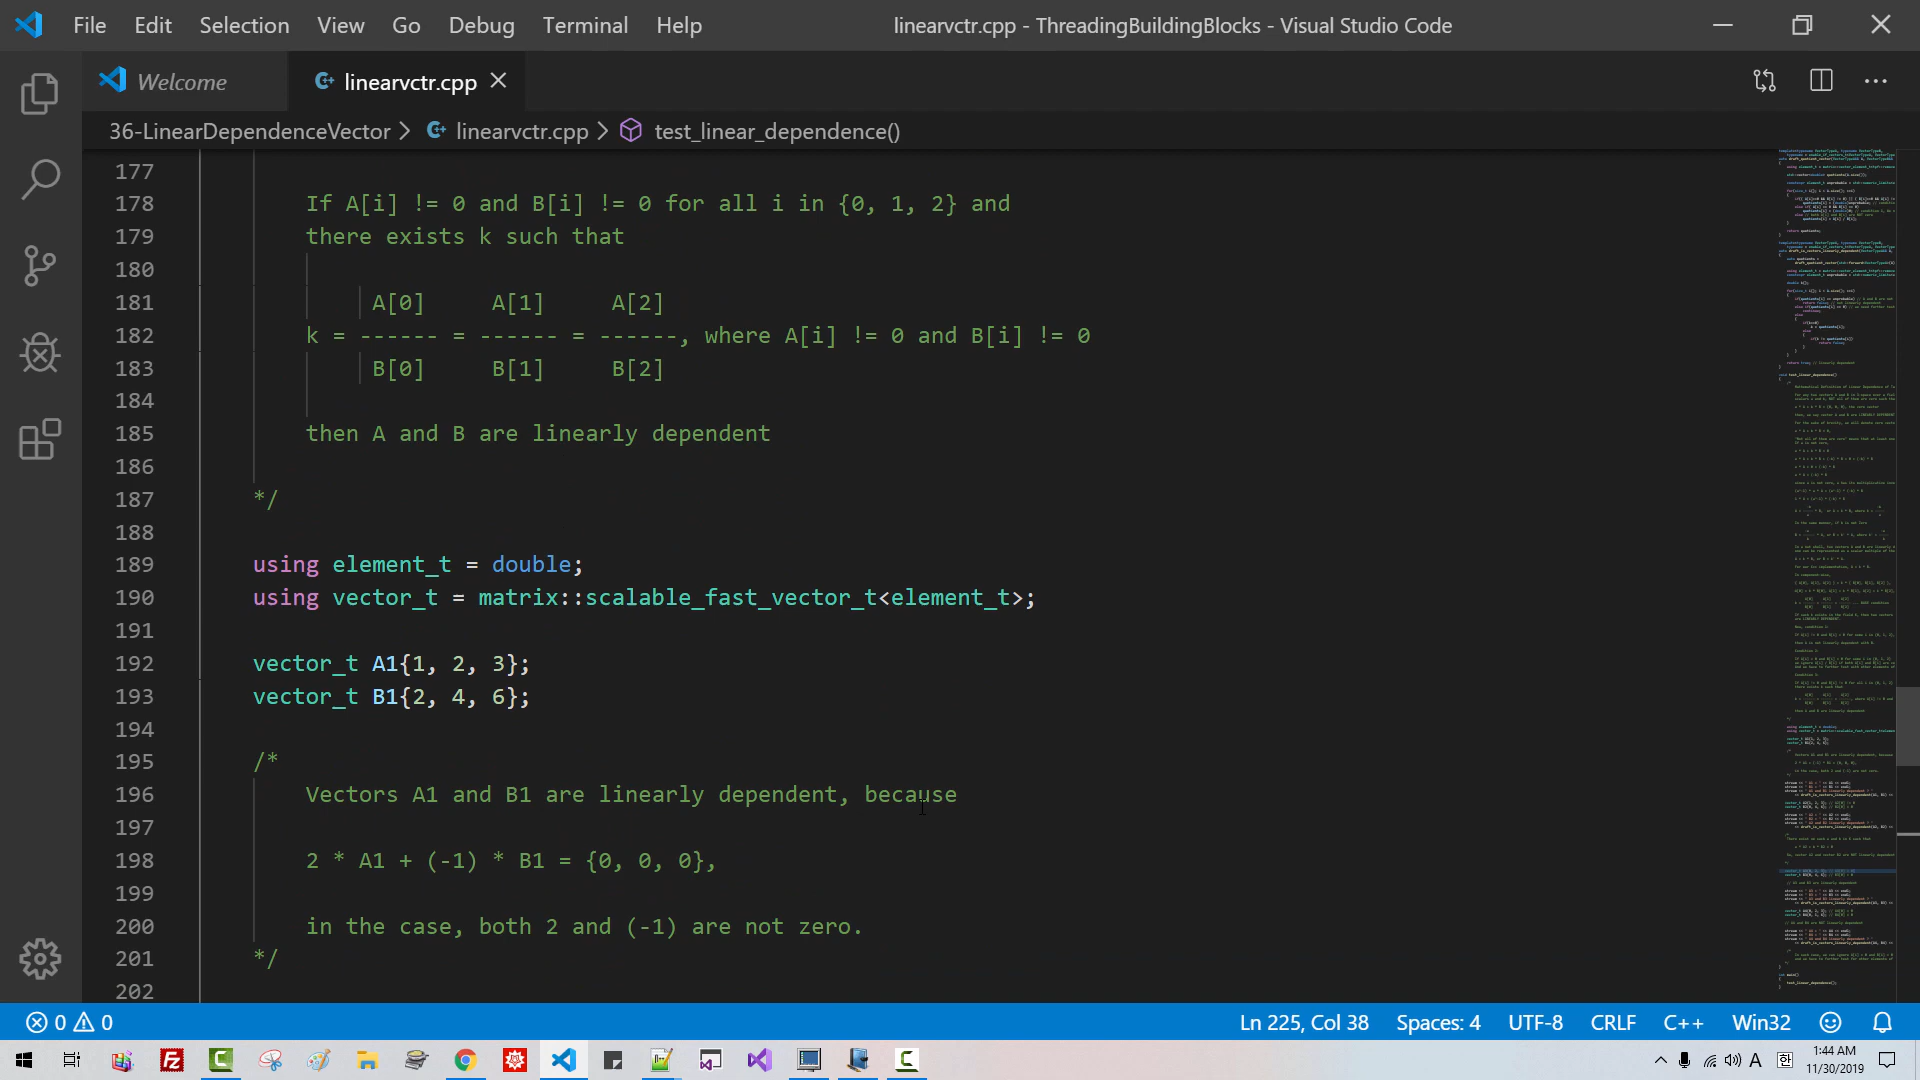 File Edit Selection View Go Debug Terminal Help linearvctr.cpp - ThreadingBuildingBlocks - Visual Studio Code
Welcome linearvctr.cpp
36-LinearDependenceVector > linearvctr.cpp > test_linear_dependence()
177
178 If A[i] != 0 and B[i] != 0 for all i in {0, 1, 2} and
179 there exists k such that
180
181 A[0] A[1] A[2]
182 k = ------ = ------ = ------, where A[i] != 0 and B[i] != 0
183 B[0] B[1] B[2]
184
185 then A and B are linearly dependent
186
187 */
188
189 using element_t = double;
190 using vector_t = matrix::scalable_fast_vector_t<element_t>;
191
192 vector_t A1{1, 2, 3};
193 vector_t B1{2, 4, 6};
194
195 /*
196 Vectors A1 and B1 are linearly dependent, because
197
198 2 * A1 + (-1) * B1 = {0, 0, 0},
199
200 in the case, both 2 and (-1) are not zero.
201 */
202
0 0 Ln 225, Col 38 Spaces: 4 UTF-8 CRLF C++ Win32
A 한 1:44 AM
11/30/2019